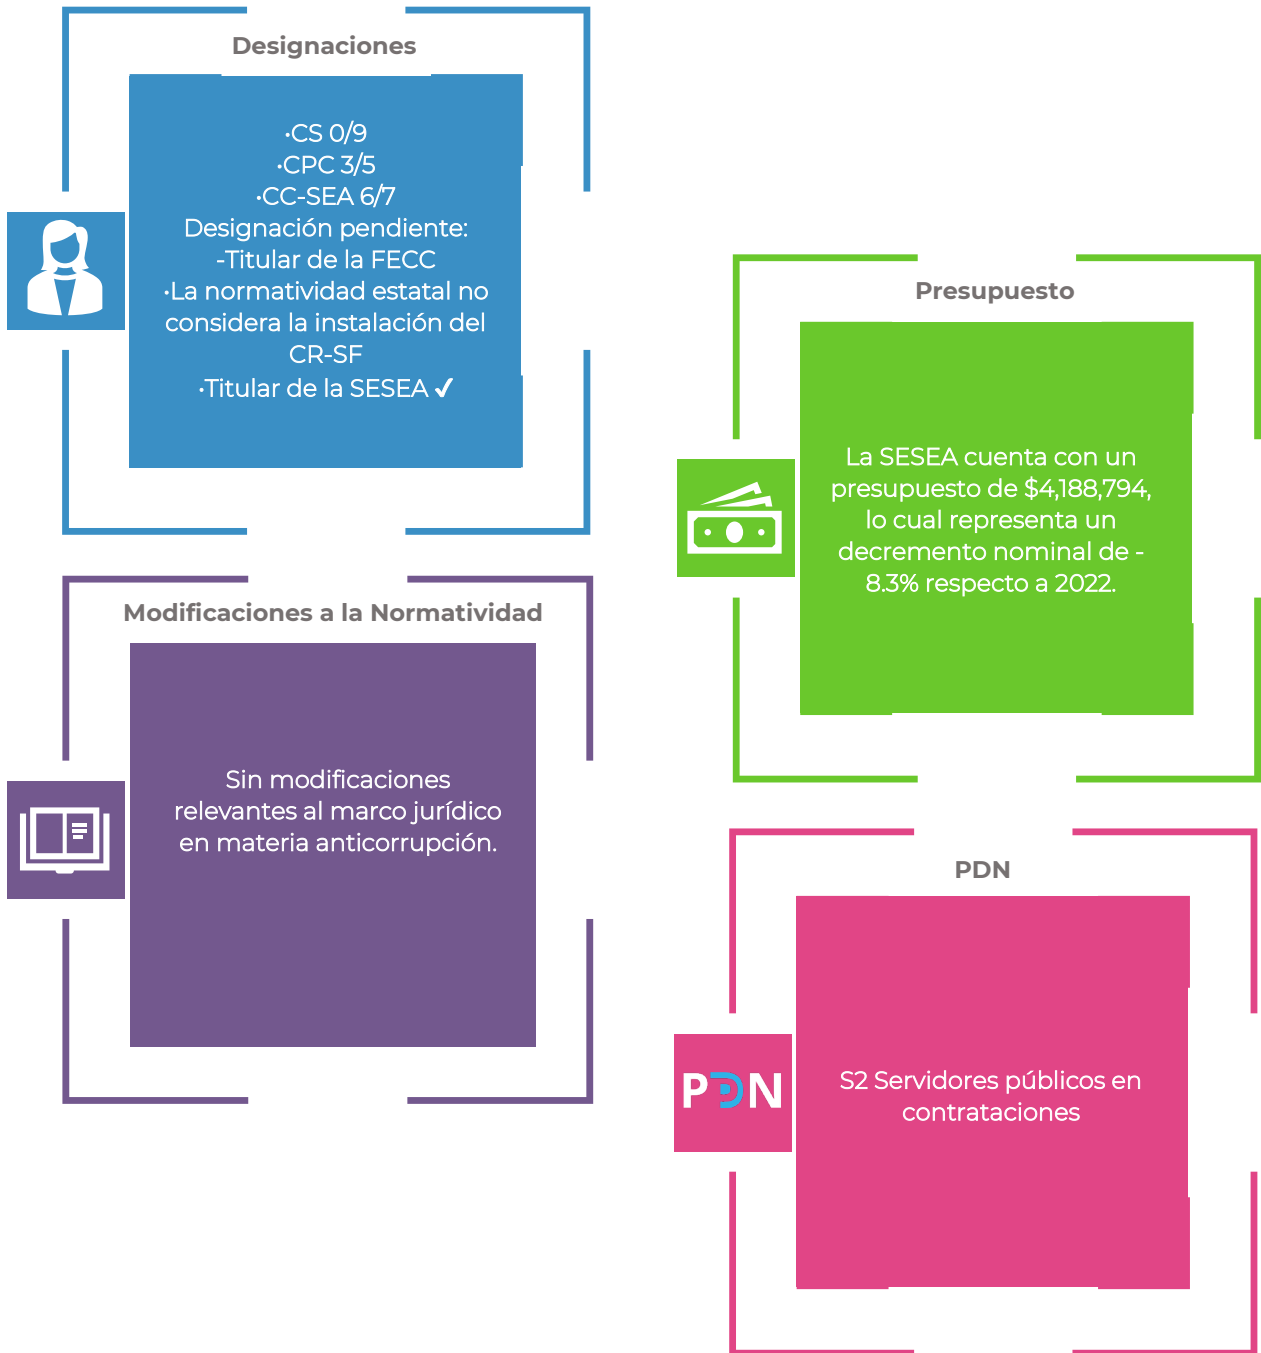 Designaciones
•CS 0/9
•CPC 3/5
•CC-SEA 6/7
Designación pendiente:
-Titular de la FECC
•La normatividad estatal no
considera la instalación del
CR-SF
•Titular de la SESEA ✓
Presupuesto
La SESEA cuenta con un
presupuesto de $4,188,794,
lo cual representa un
decremento nominal de -
8.3% respecto a 2022.
Modificaciones a la Normatividad
Sin modificaciones
relevantes al marco jurídico
en materia anticorrupción.
PDN
PDN
S2 Servidores públicos en
contrataciones